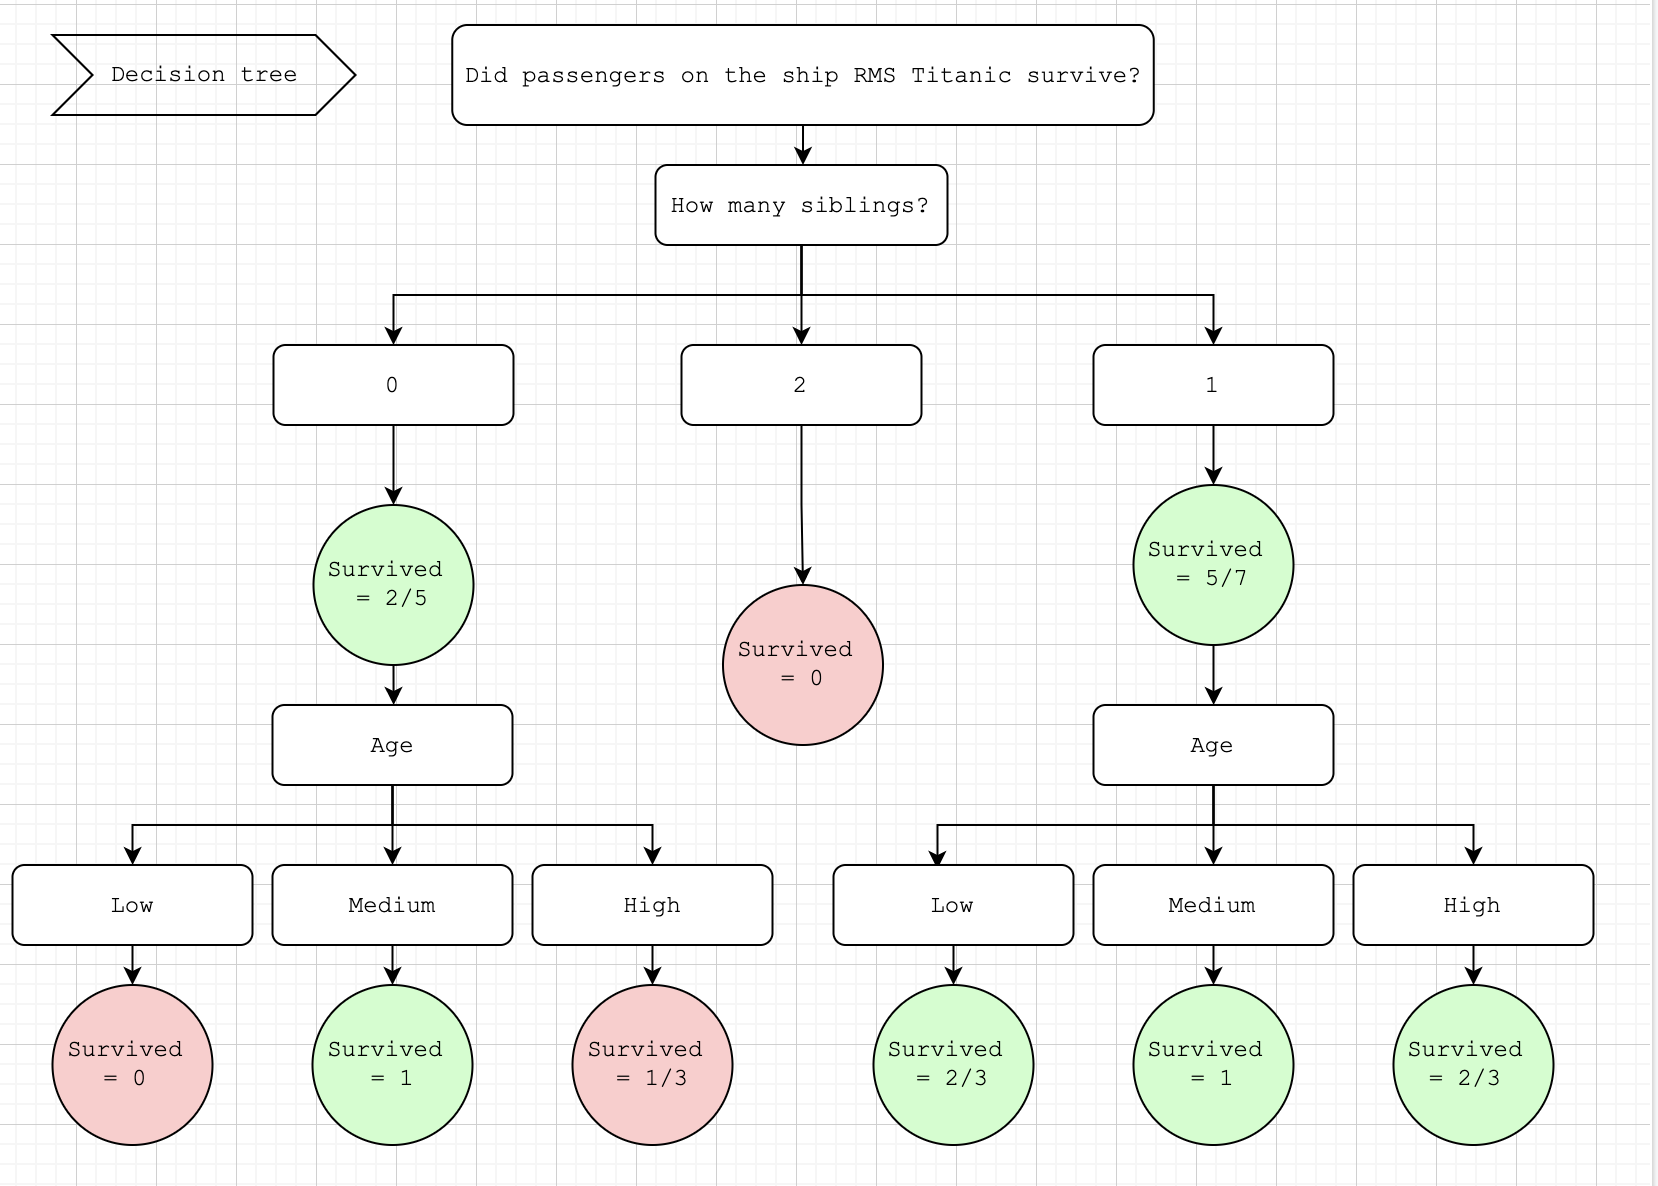 Decision tree
Did passengers on the ship RMS Titanic survive?
How many siblings?
0
2
1
Survived
= 2/5
Survived
= 0
Survived
= 5/7
Age
Age
Low
Medium
High
Low
Medium
High
Survived
= 0
Survived
= 1
Survived
= 1/3
Survived
= 2/3
Survived
= 1
Survived
= 2/3